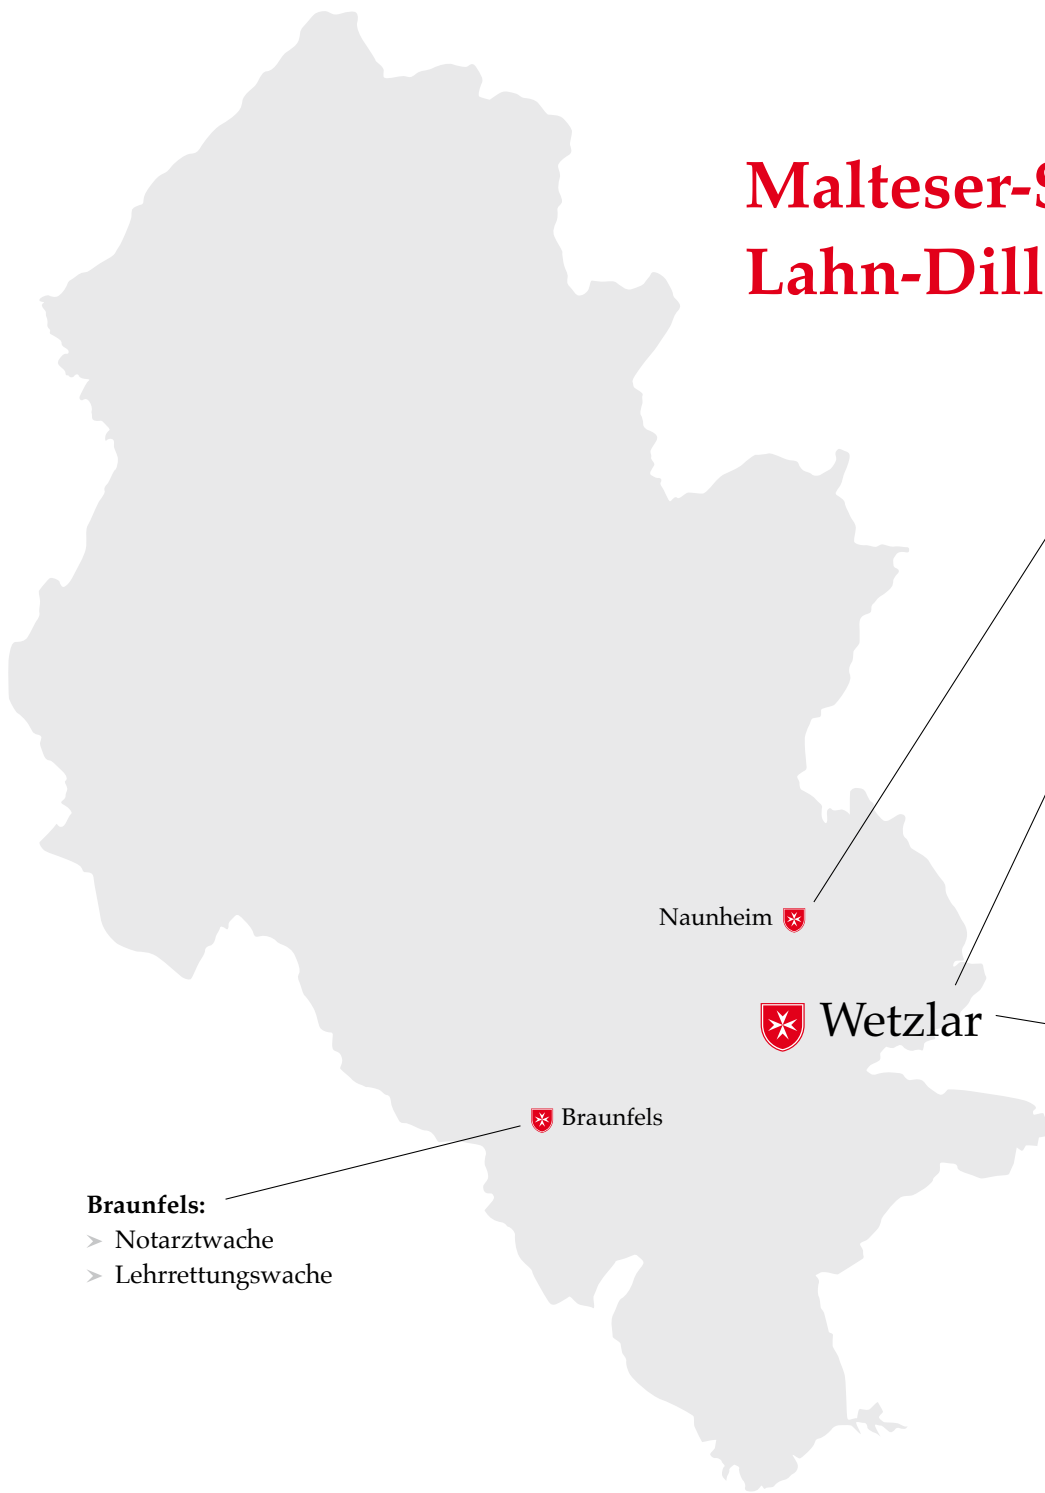 Malteser-S
Lahn-Dill
Naunheim
Wetzlar
Braunfels
Braunfels:
➤ Notarztwache
➤ Lehrrettungswache